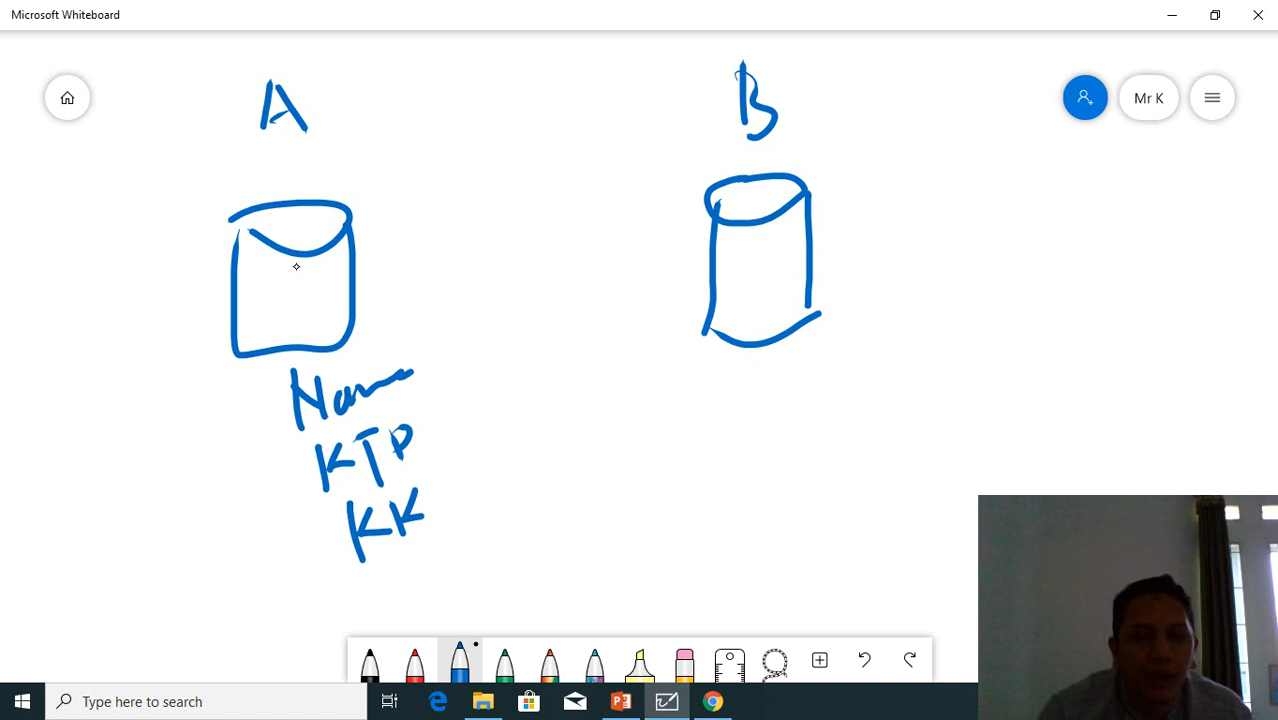 Microsoft Whiteboard
A
B
Mr K
Nama
KTP
KK
Type here to search